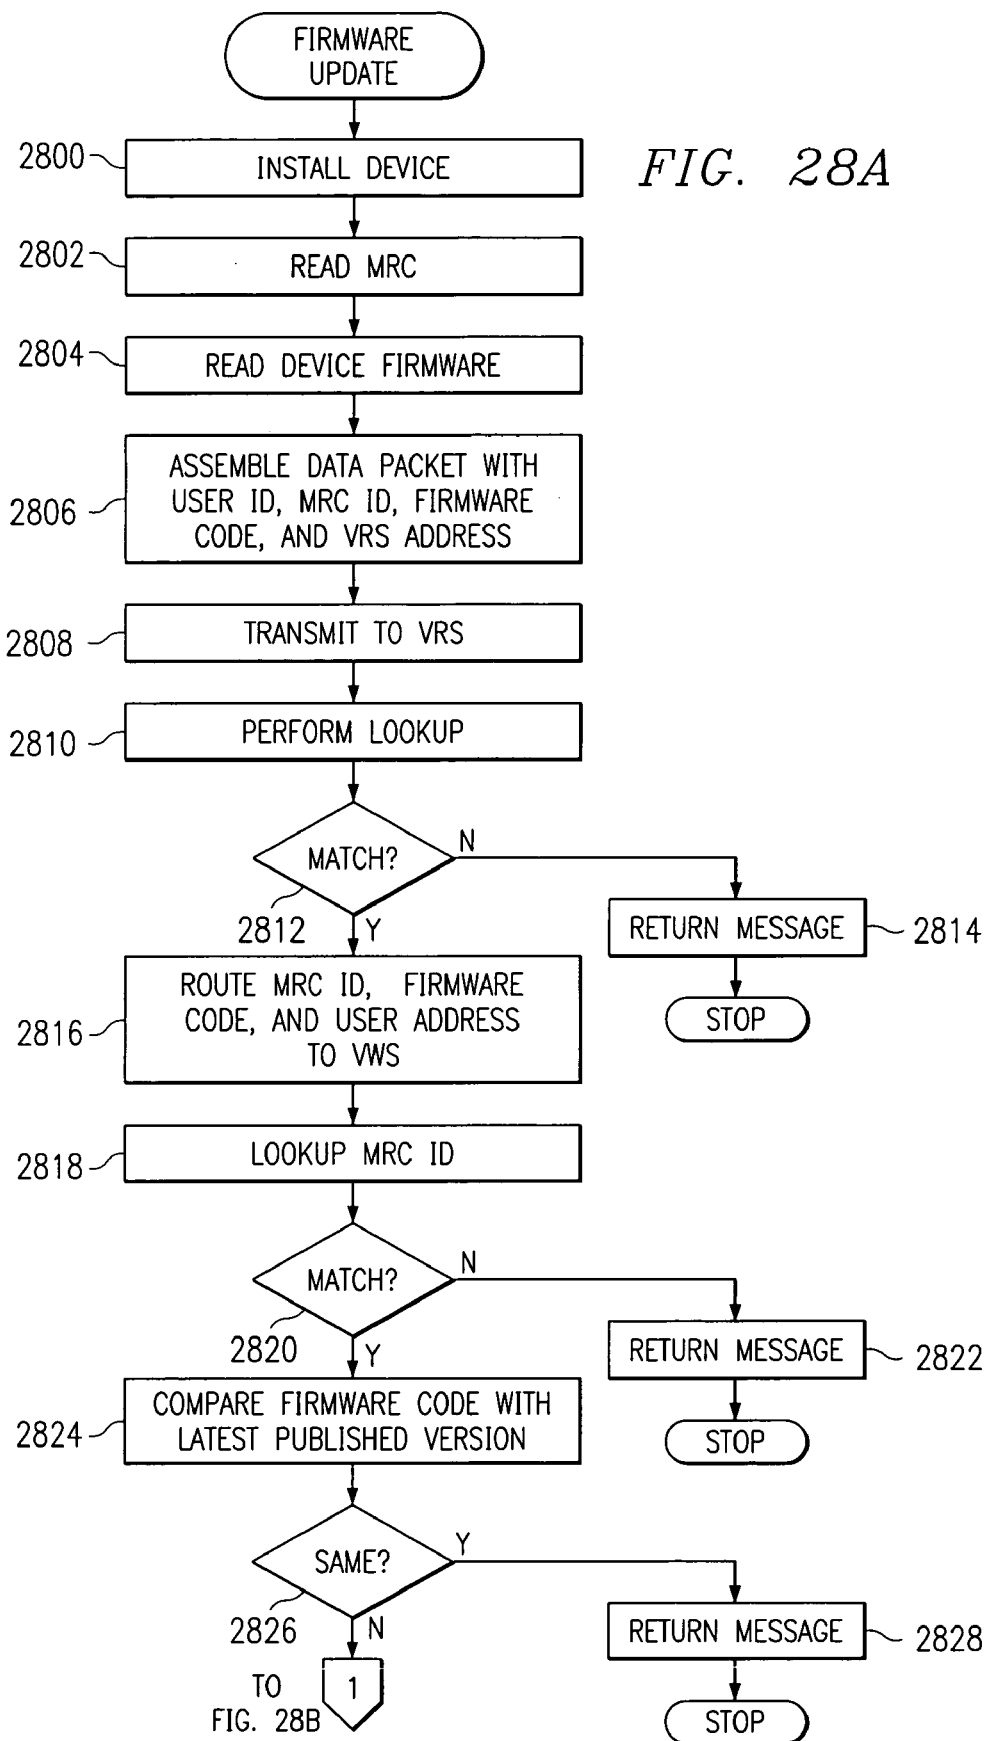 FIRMWARE
UPDATE
FIG. 28A
2800
INSTALL DEVICE
2802
READ MRC
2804
READ DEVICE FIRMWARE
2806
ASSEMBLE DATA PACKET WITH
USER ID, MRC ID, FIRMWARE
CODE, AND VRS ADDRESS
2808
TRANSMIT TO VRS
2810
PERFORM LOOKUP
MATCH?
N
2812
Y
RETURN MESSAGE
2814
STOP
2816
ROUTE MRC ID, FIRMWARE
CODE, AND USER ADDRESS
TO VWS
2818
LOOKUP MRC ID
MATCH?
N
2820
Y
RETURN MESSAGE
2822
STOP
2824
COMPARE FIRMWARE CODE WITH
LATEST PUBLISHED VERSION
SAME?
Y
2826
N
RETURN MESSAGE
2828
STOP
TO
FIG. 28B
1